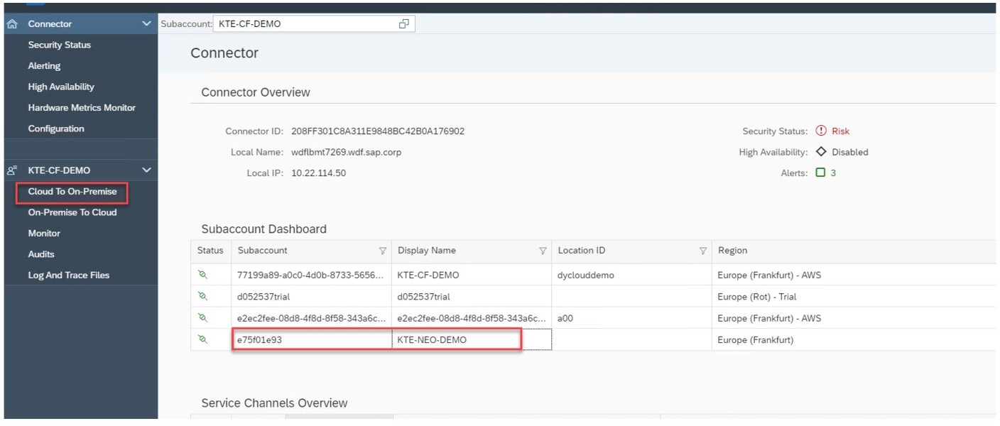 Connector
Security Status
Alerting
High Availability
Hardware Metrics Monitor
Configuration
KTE-CF-DEMO
Cloud To On-Premise
On-Premise To Cloud
Monitor
Audits
Log And Trace Files
Subaccount: KTE-CF-DEMO
Connector
Connector Overview
Connector ID: 208FF301C8A311E9848BC42B0A176902 Security Status: Risk
Local Name: wdflbmt7269.wdf.sap.corp High Availability: Disabled
Local IP: 10.22.114.50 Alerts: 3
Subaccount Dashboard
Status Subaccount Display Name Location ID Region
77199a89-a0c0-4d0b-8733-5656... KTE-CF-DEMO dyclouddemo Europe (Frankfurt) - AWS
d052537trial d052537trial Europe (Rot) - Trial
e2ec2fee-08d8-4f8d-8f58-343a6c... e2ec2fee-08d8-4f8d-8f58-343a6c... a00 Europe (Frankfurt) - AWS
e75f01e93 KTE-NEO-DEMO Europe (Frankfurt)
Service Channels Overview